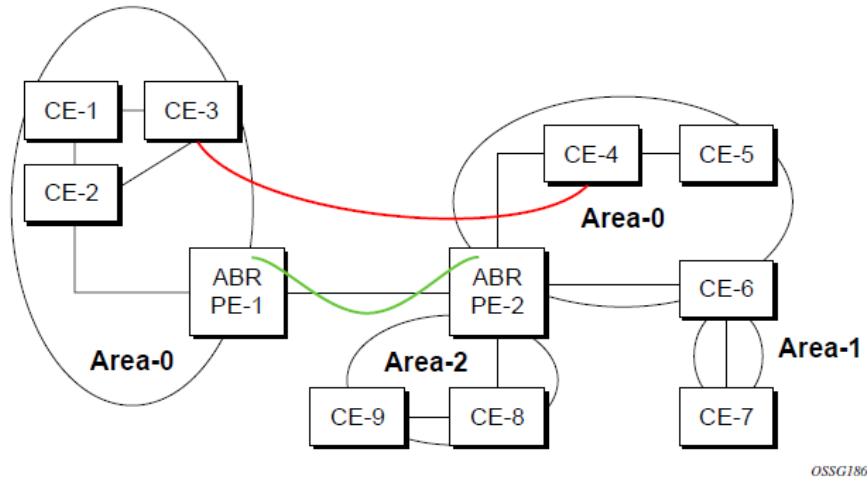 CE-1
CE-3
CE-2
CE-4
CE-5
Area-0
ABR
PE-1
ABR
PE-2
CE-6
Area-0
Area-2
Area-1
CE-9
CE-8
CE-7
OSSG186